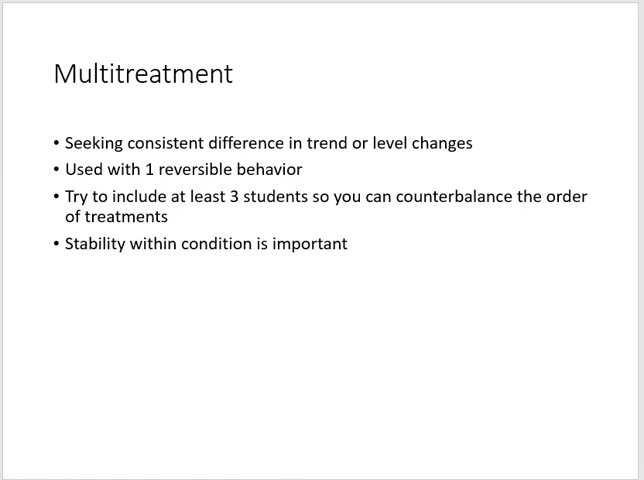 Multitreatment
• Seeking consistent difference in trend or level changes
• Used with 1 reversible behavior
• Try to include at least 3 students so you can counterbalance the order
of treatments
• Stability within condition is important